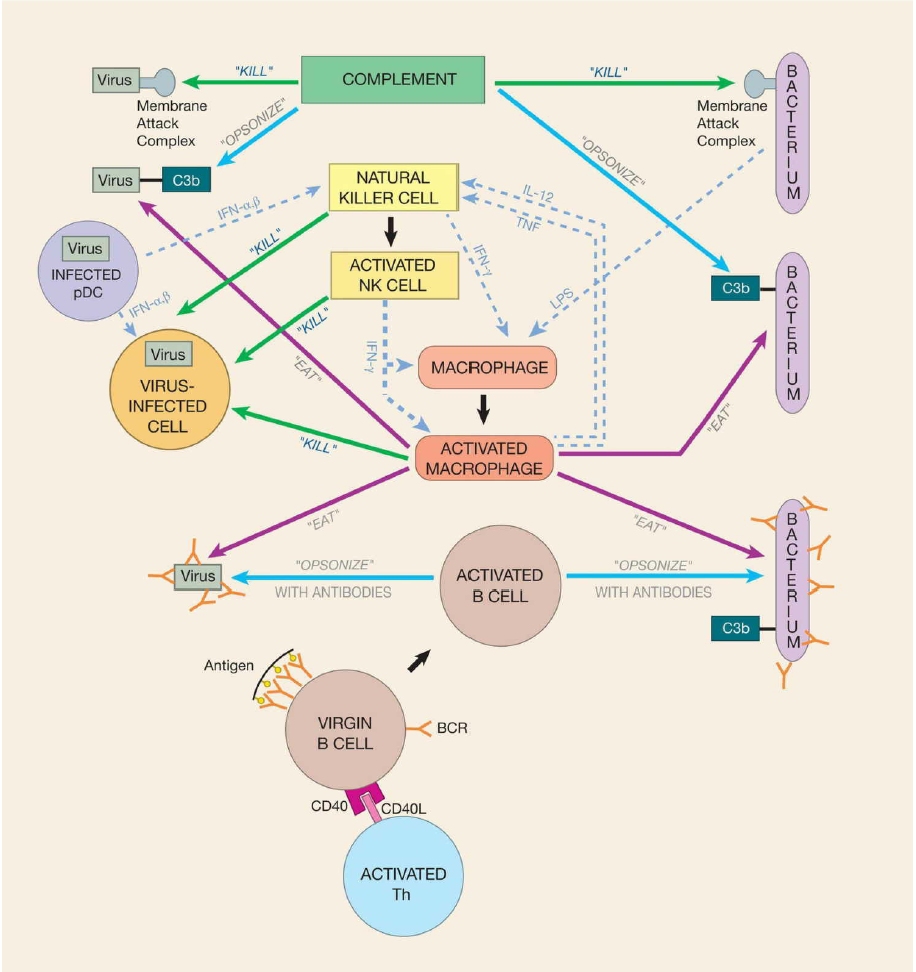 "KILL"
COMPLEMENT
"KILL"
Virus
Membrane
Attack
Complex
Membrane
Attack
Complex
BACTERIUM
"OPSONIZE"
"OPSONIZE"
Virus
C3b
NATURAL
KILLER CELL
IL-12
TNF
IFN-α,β
"KILL"
IFN-γ
Virus
INFECTED
pDC
ACTIVATED
NK CELL
LPS
C3b
BACTERIUM
IFN-α,β
"KILL"
Virus
VIRUS-
INFECTED
CELL
IFN-γ
"EAT"
MACROPHAGE
"EAT"
"KILL"
ACTIVATED
MACROPHAGE
"EAT"
"EAT"
Virus
"OPSONIZE"
WITH ANTIBODIES
ACTIVATED
B CELL
"OPSONIZE"
WITH ANTIBODIES
BACTERIUM
C3b
Antigen
VIRGIN
B CELL
BCR
CD40
CD40L
ACTIVATED
Th